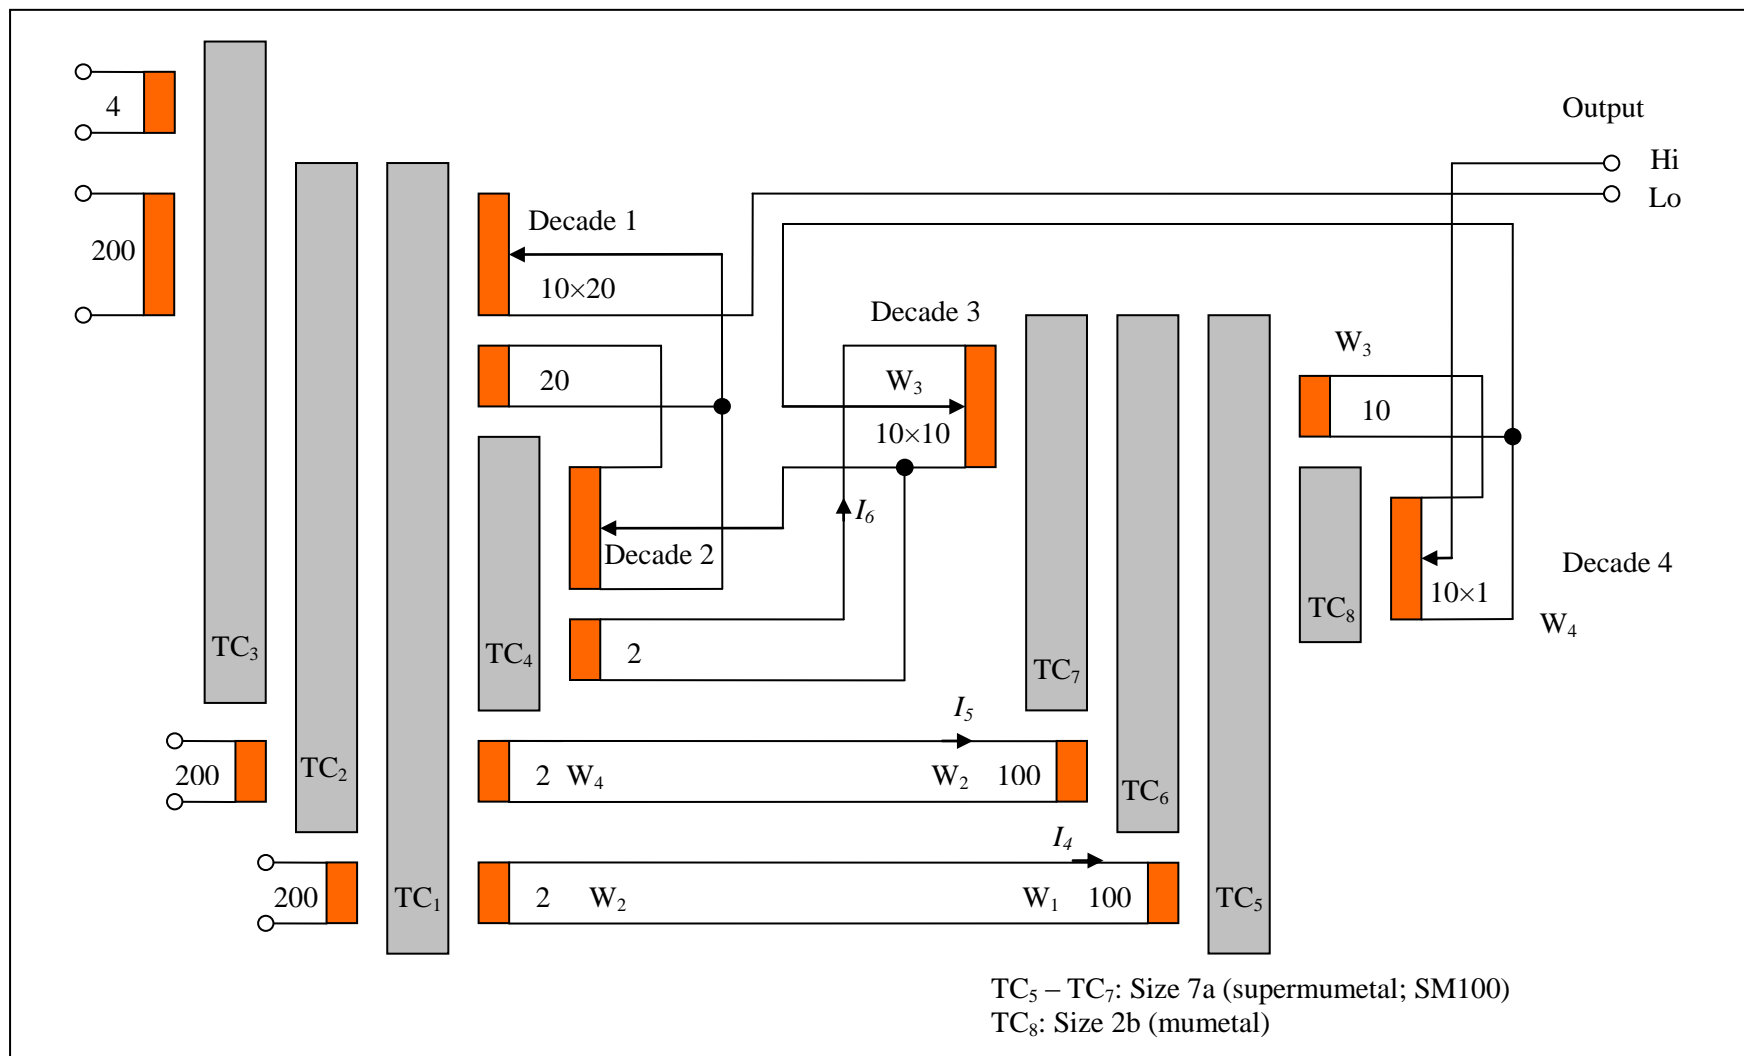 4
Output
Hi
Lo
200
Decade 1
10×20
Decade 3
W3
20
W3
10
10×10
I6
Decade 2
Decade 4
10×1
TC8
W4
TC3
TC4
2
TC7
I5
TC2
200
2 W4
W2 100
TC6
I4
200
TC1
2 W2
W1 100
TC5
TC5 – TC7: Size 7a (supermumetal; SM100)
TC8: Size 2b (mumetal)